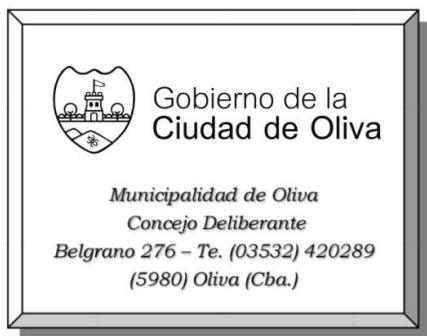 Gobierno de la
Ciudad de Oliva
Municipalidad de Oliva
Concejo Deliberante
Belgrano 276 – Te. (03532) 420289
(5980) Oliva (Cba.)